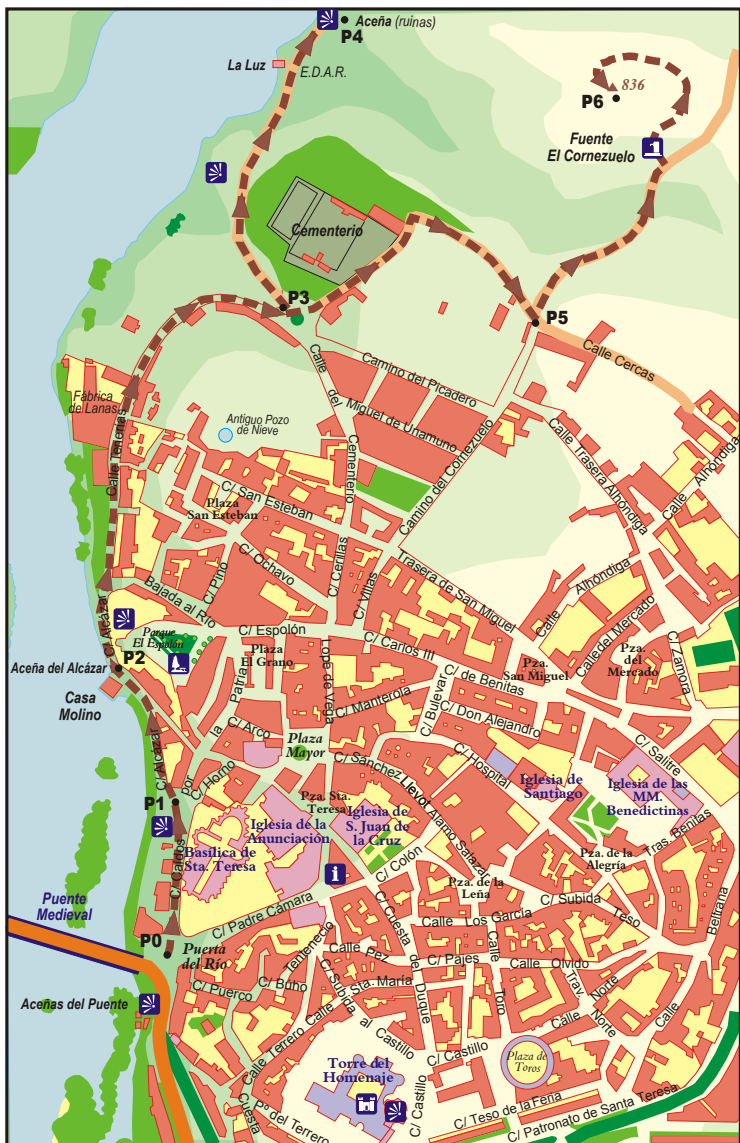 Aceña (ruinas)
P4
La Luz
E.D.A.R.
836
P6
Fuente
El Cornezuelo
Cementerio
P3
P5
Calle Cercas
Camino del Picadero
Calle del Cementerio
Miguel de Unamuno
Fábrica
de Lanas
Calle Tenerías
Antiguo Pozo
de Nieve
Camino del Cornezuelo
Calle Trasera Alhóndiga
Calle Alhóndiga
C/ San Esteban
Plaza
San Esteban
C/ Ochavo
C/ Pino
C/ Cerillas
C/ Villas
Trasera de San Miguel
Calle Alhóndiga
Bajada al Río
C/ Alcázar
Parque
El Espolón
C/ Espolón
C/ Carlos III
Plaza
El Grano
Calle del Mercado
Pza.
del
Mercado
C/ Zamora
Pza.
San Miguel
Aceña del Alcázar
P2
Casa
Molino
Lope de Vega
C/ de Benitas
C/ Manterola
C/ Bulevar
C/ Don Alejandro
por la Patria
C/ Arco
Plaza
Mayor
C/ Alcázar
C/ Horno
C/ Sánchez Llevot
C/ Hospital
C/ Salitre
P1
Pza. Sta.
Teresa
Iglesia de
S. Juan de
la Cruz
Iglesia de la
Anunciación
Basílica de
Sta. Teresa
Álamo Salazar
Iglesia de
Santiago
Iglesia de las
MM.
Benedictinas
C/ Caldos
C/ Colón
Pza. de la
Alegría
Tras. Benitas
Pza. de la
Leña
C/ Subida Teso
Beltrana
Calle
Puente
Medieval
C/ Padre Cámara
Calle Los García
P0
Puerta
del Río
Tentenecio
Calle Pez
C/ Cuesta del Duque
C/ Pajes
Calle Toro
Calle Olvido
C/ Puerco
C/ Buho
Sta. María
C/ Subida al Castillo
Trav. Norte
Calle Norte
Aceñas del Puente
Calle Terrero
Calle
C/ Castillo
C/ Castillo
Plaza de
Toros
Torre del
Homenaje
Cuesta
Pº del Terrero
C/ Teso de la Feria
C/ Patronato de Santa Teresa